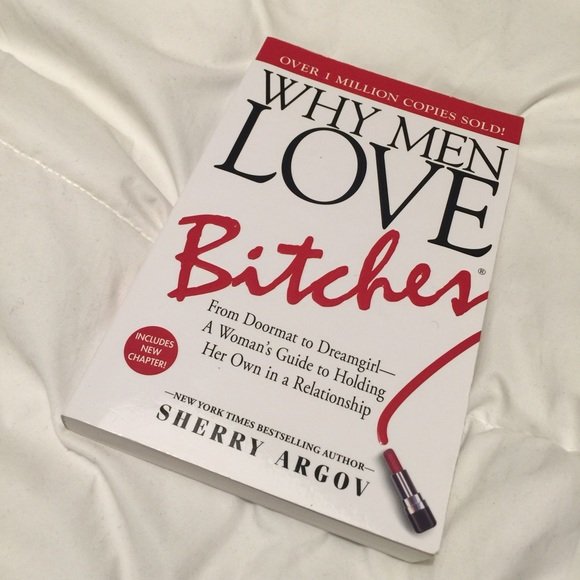 OVER 1 MILLION COPIES SOLD!
WHY MEN
LOVE
Bitches®
From Doormat to Dreamgirl—
A Woman's Guide to Holding
Her Own in a Relationship
INCLUDES
NEW
CHAPTER!
—NEW YORK TIMES BESTSELLING AUTHOR—
SHERRY ARGOV